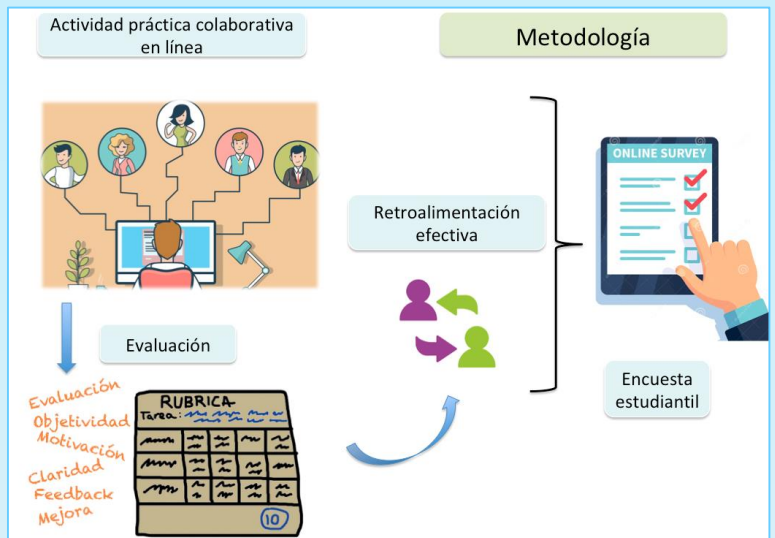 Actividad práctica colaborativa
en línea
Metodología
ONLINE SURVEY
Retroalimentación
efectiva
Evaluación
Evaluación
Objetividad
Motivación
Claridad
Feedback
Mejora
RUBRICA
Tarea:
10
Encuesta
estudiantil